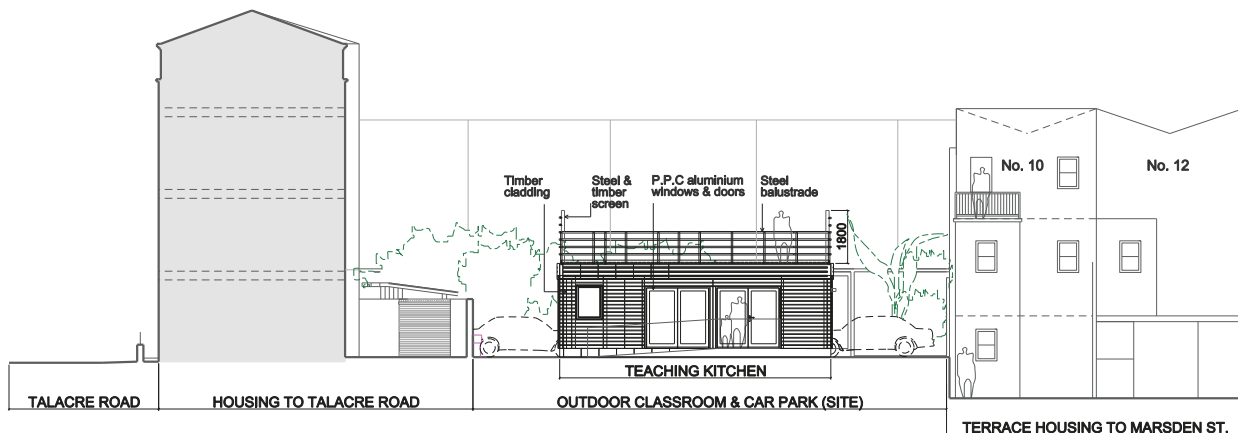 No. 10
No. 12
Timber
cladding
Steel &
timber
screen
P.P.C aluminium
windows & doors
Steel
balustrade
1800
TEACHING KITCHEN
TALACRE ROAD
HOUSING TO TALACRE ROAD
OUTDOOR CLASSROOM & CAR PARK (SITE)
TERRACE HOUSING TO MARSDEN ST.